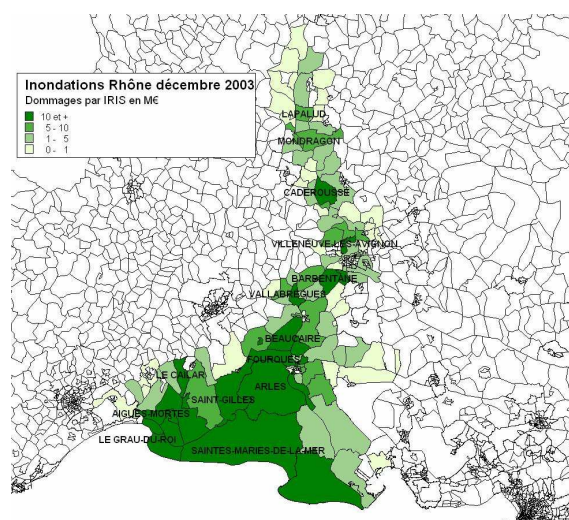 Inondations Rhône décembre 2003
Dommages par IRIS en M€
10 et +
5 - 10
1 - 5
0 - 1
LAPALUD
MONDRAGON
CADEROUSSE
VILLENEUVE-LES-AVIGNON
BARBENTANE
VALLABREGUES
BEAUCAIRE
FOURQUES
LE CAILAR
ARLES
SAINT-GILLES
AIGUES-MORTES
LE GRAU-DU-ROI
SAINTES-MARIES-DE-LA-MER